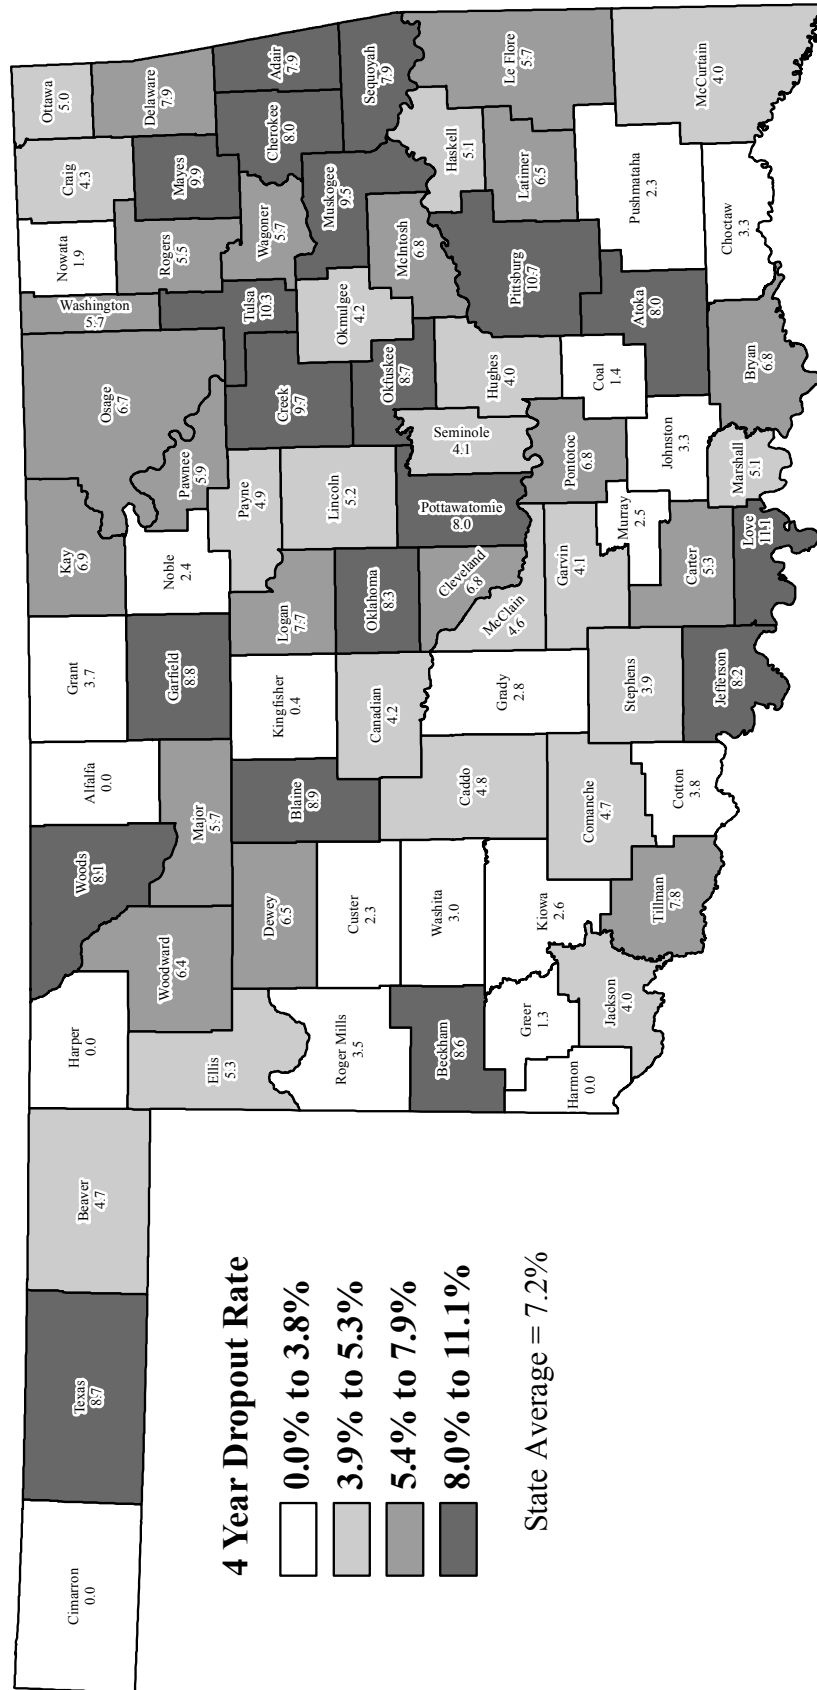 Cimarron
0.0
Texas
8.7
Beaver
4.7
Harper
0.0
Woods
8.1
Alfalfa
0.0
Grant
3.7
Kay
6.9
Osage
6.7
Washington
5.7
Nowata
1.9
Craig
4.3
Ottawa
5.0
Ellis
5.3
Woodward
6.4
Major
5.7
Garfield
8.8
Noble
2.4
Pawnee
5.9
Rogers
5.5
Mayes
9.9
Delaware
7.9
Roger Mills
3.5
Dewey
6.5
Blaine
8.9
Kingfisher
0.4
Logan
7.7
Payne
4.9
Creek
9.7
Tulsa
10.3
Wagoner
5.7
Cherokee
8.0
Adair
7.9
Custer
2.3
Canadian
4.2
Oklahoma
8.3
Lincoln
5.2
Okfuskee
8.7
Okmulgee
4.2
Muskogee
9.5
Sequoyah
7.9
Beckham
8.6
Washita
3.0
Caddo
4.8
Grady
2.8
McClain
4.6
Cleveland
6.8
Pottawatomie
8.0
Seminole
4.1
Hughes
4.0
McIntosh
6.8
Haskell
5.1
Le Flore
5.7
Harmon
0.0
Greer
1.3
Kiowa
2.6
Comanche
4.7
Stephens
3.9
Garvin
4.1
Pontotoc
6.8
Coal
1.4
Pittsburg
10.7
Latimer
6.5
Jackson
4.0
Tillman
7.8
Cotton
3.8
Jefferson
8.2
Carter
5.3
Murray
2.5
Johnston
3.3
Atoka
8.0
Pushmataha
2.3
McCurtain
4.0
Love
11.1
Marshall
5.1
Bryan
6.8
Choctaw
3.3
4 Year Dropout Rate
0.0% to 3.8%
3.9% to 5.3%
5.4% to 7.9%
8.0% to 11.1%
State Average = 7.2%